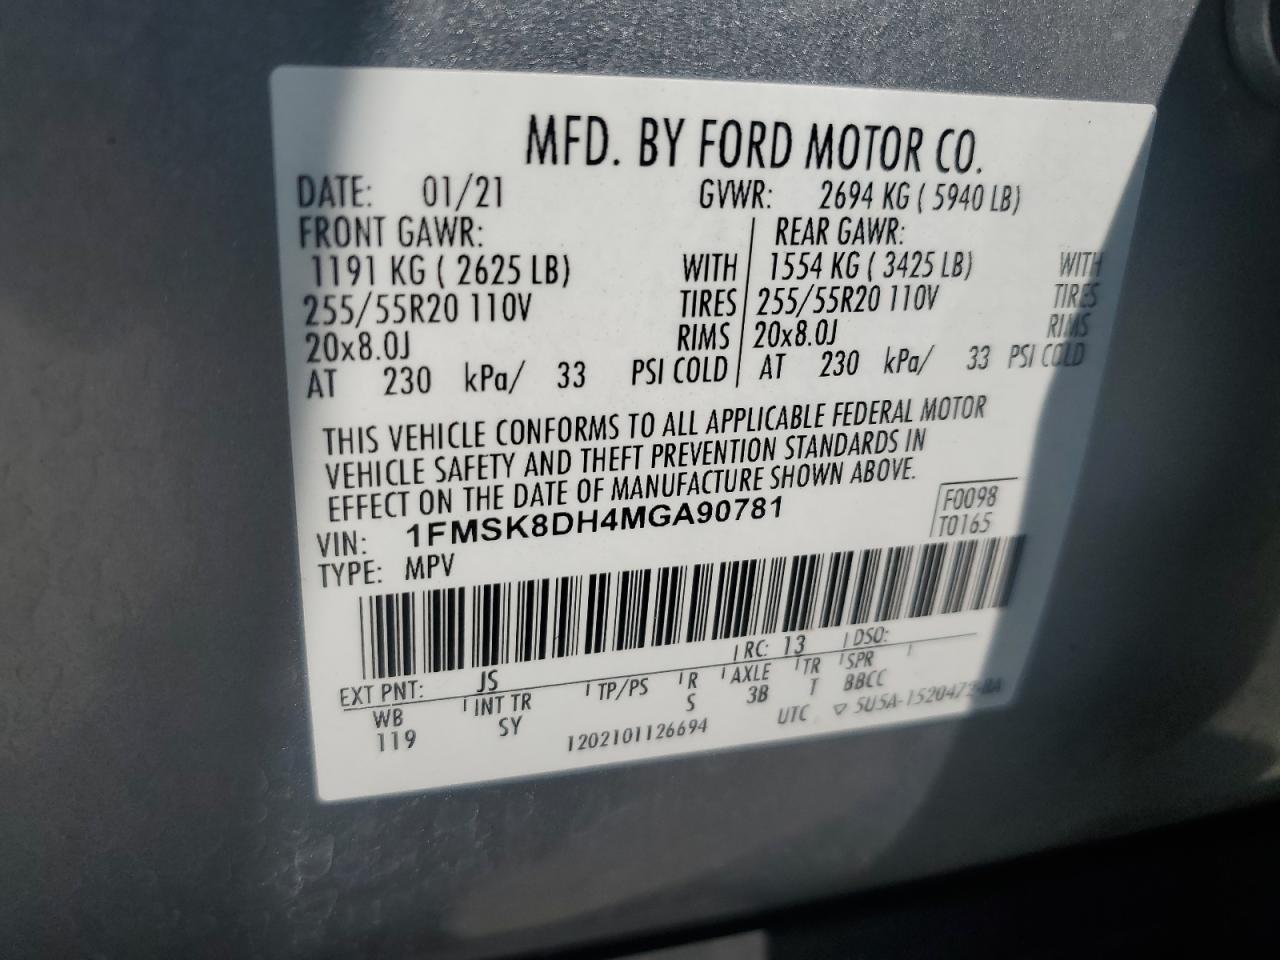 MFD. BY FORD MOTOR CO.
DATE: 01/21 GVWR: 2694 KG ( 5940 LB)
FRONT GAWR: REAR GAWR:
1191 KG ( 2625 LB) WITH 1554 KG ( 3425 LB) WITH
255/55R20 110V TIRES 255/55R20 110V TIRES
20x8.0J RIMS 20x8.0J RIMS
AT 230 kPa/ 33 PSI COLD AT 230 kPa/ 33 PSI COLD
THIS VEHICLE CONFORMS TO ALL APPLICABLE FEDERAL MOTOR
VEHICLE SAFETY AND THEFT PREVENTION STANDARDS IN
EFFECT ON THE DATE OF MANUFACTURE SHOWN ABOVE.
VIN: 1FMSK8DH4MGA90781 F0098
TYPE: MPV T0165
EXT PNT: JS RC: 13 DSO:
WB INT TR TP/PS R AXLE TR SPR
119 SY S 3B T BBCC
1202101126694 UTC